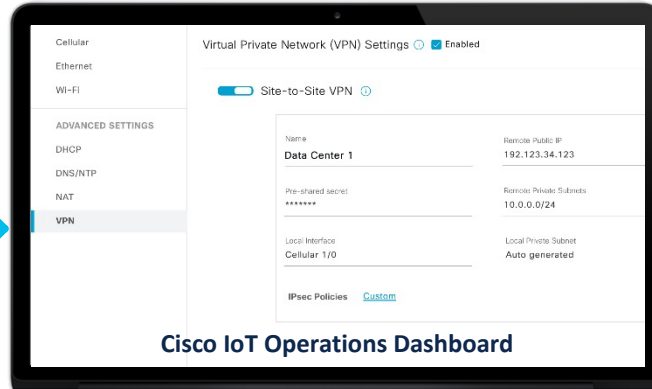 Cellular
Ethernet
Wi-Fi
ADVANCED SETTINGS
DHCP
DNS/NTP
NAT
VPN
Virtual Private Network (VPN) Settings Enabled
Site-to-Site VPN
Name
Data Center 1
Remote Public IP
192.123.34.123
Pre-shared secret
*******
Remote Private Subnets
10.0.0.0/24
Local Interface
Cellular 1/0
Local Private Subnet
Auto generated
IPsec Policies Custom
Cisco IoT Operations Dashboard